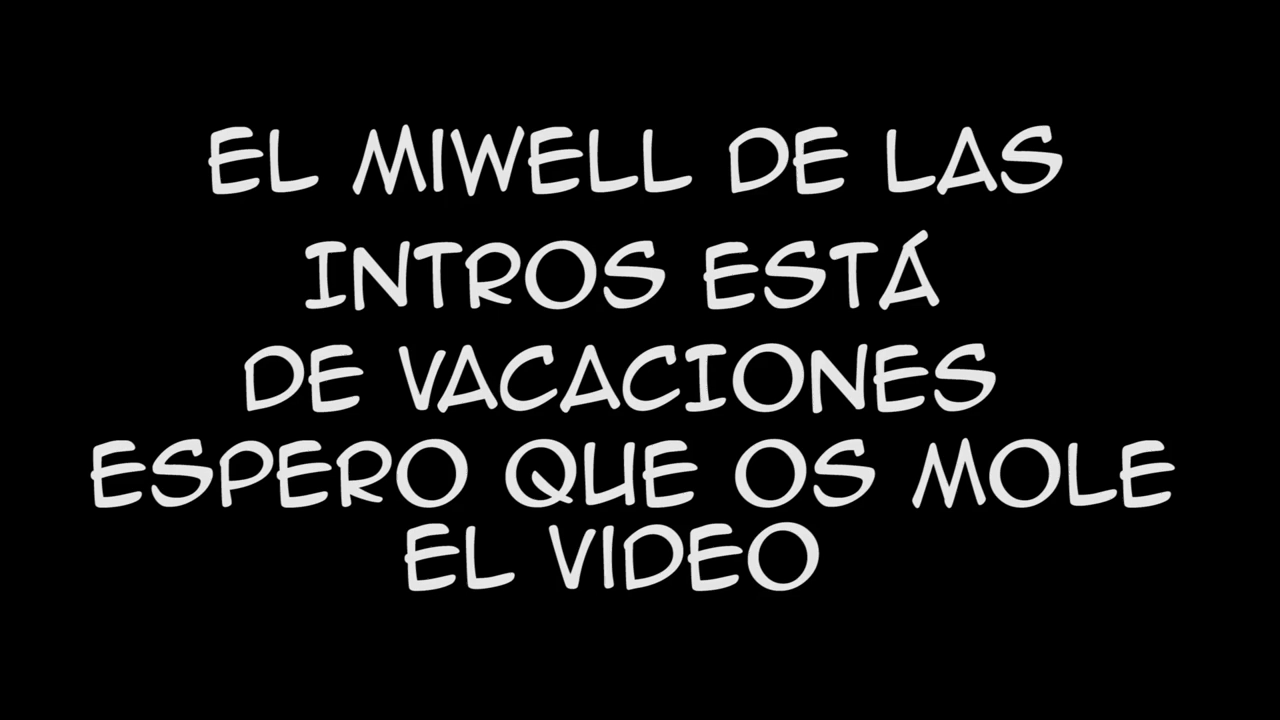 EL MIWELL DE LAS
INTROS ESTÁ
DE VACACIONES
ESPERO QUE OS MOLE
EL VIDEO